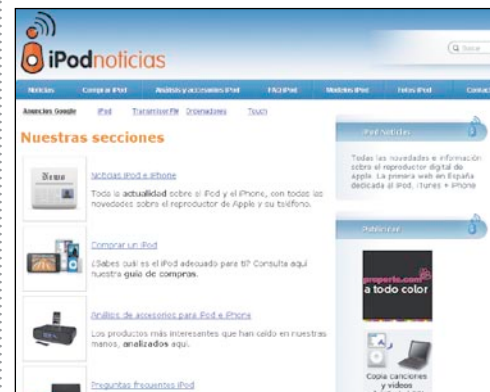 iPodnoticias
Buscar
Noticias Comprar iPod Análisis y accesorios iPod FAQ iPod Modelos iPod Fotos iPod Contacto
Anuncios Google iPod Transmisor FM Ordenadores Touch
Nuestras secciones
News
Noticias iPod e iPhone
Toda la actualidad sobre el iPod y el iPhone, con todas las
novedades sobre el reproductor de Apple y su teléfono.
Comprar un iPod
¿Sabes cuál es el iPod adecuado para ti? Consulta aquí
nuestra guía de compras.
Análisis de accesorios para iPod e iPhone
Los productos más interesantes que han caído en nuestras
manos, analizados aquí.
Preguntas frecuentes iPod
iPod Noticias
Todas las novedades e información
sobre el reproductor digital de
Apple. La primera web en España
dedicada al iPod, iTunes + iPhone
Publicidad
a todo color
Copia canciones
y videos